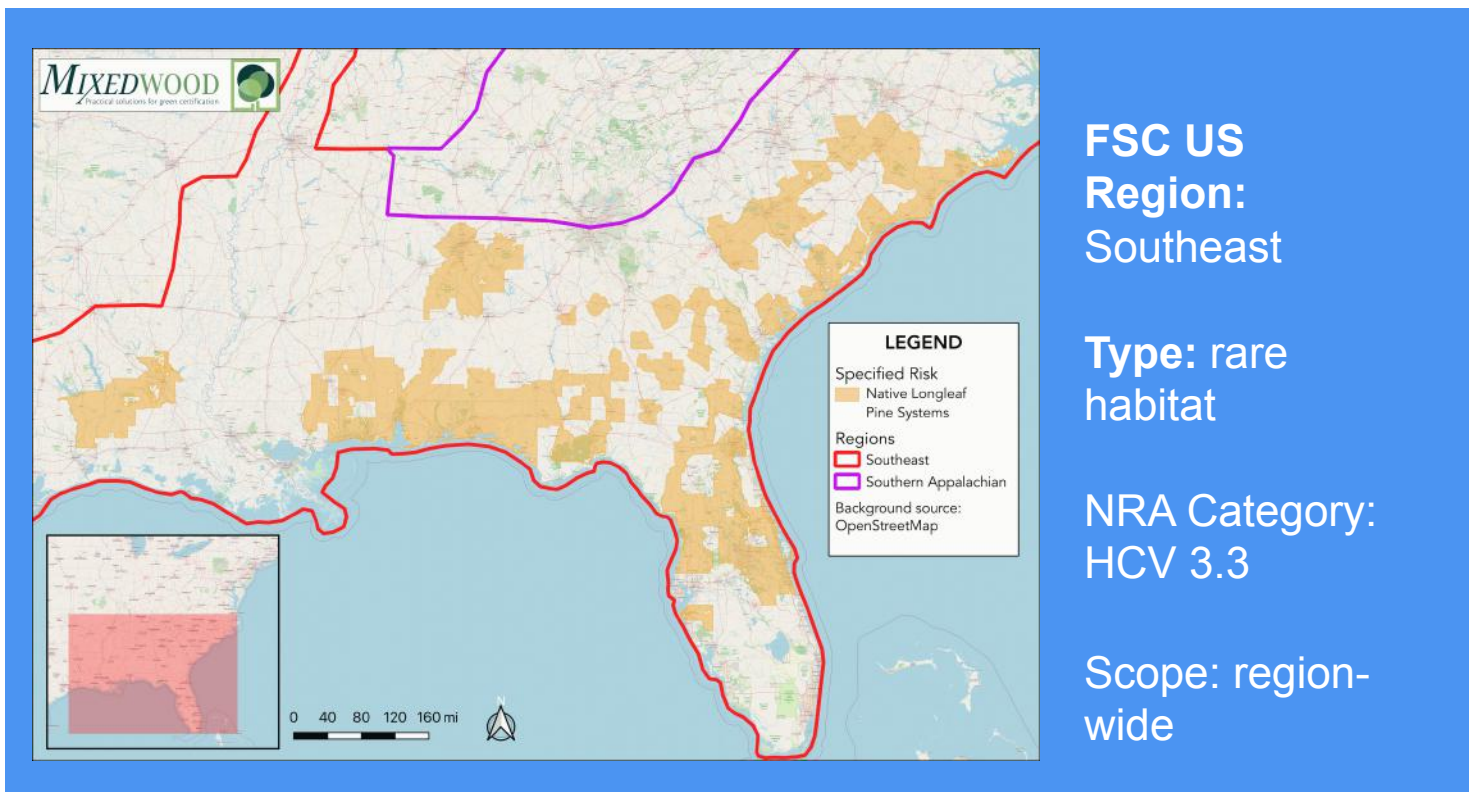 MIXEDWOOD
Practical solutions for green certification
FSC US
Region:
Southeast
Type: rare
habitat
NRA Category:
HCV 3.3
Scope: region-
wide
LEGEND
Specified Risk
Native Longleaf
Pine Systems
Regions
Southeast
Southern Appalachian
Background source:
OpenStreetMap
0 40 80 120 160 mi
N